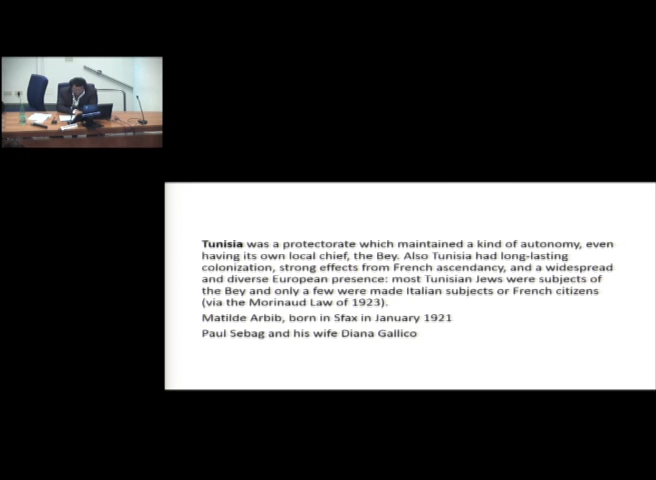 Tunisia was a protectorate which maintained a kind of autonomy, even
having its own local chief, the Bey. Also Tunisia had long-lasting
colonization, strong effects from French ascendancy, and a widespread
and diverse European presence: most Tunisian Jews were subjects of
the Bey and only a few were made Italian subjects or French citizens
(via the Morinaud Law of 1923).
Matilde Arbib, born in Sfax in January 1921
Paul Sebag and his wife Diana Gallico